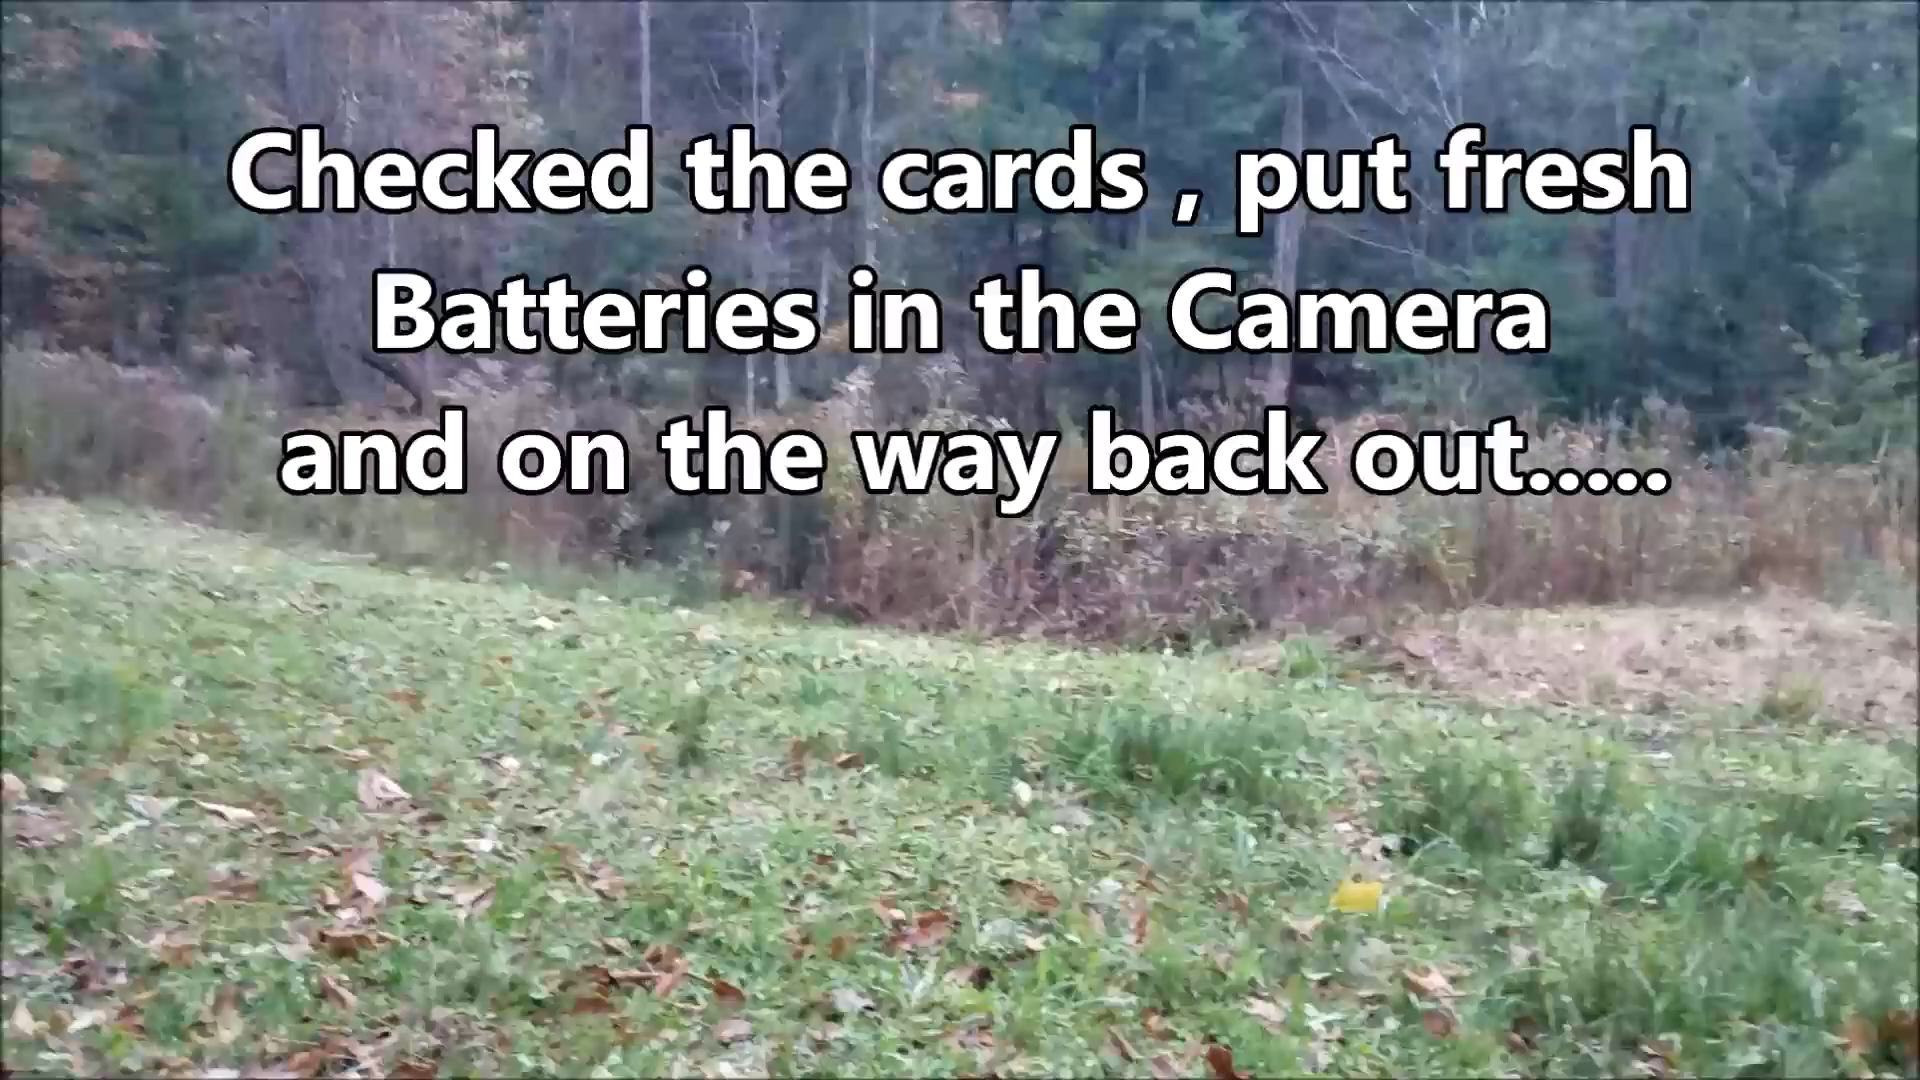 Checked the cards , put fresh
Batteries in the Camera
and on the way back out.....